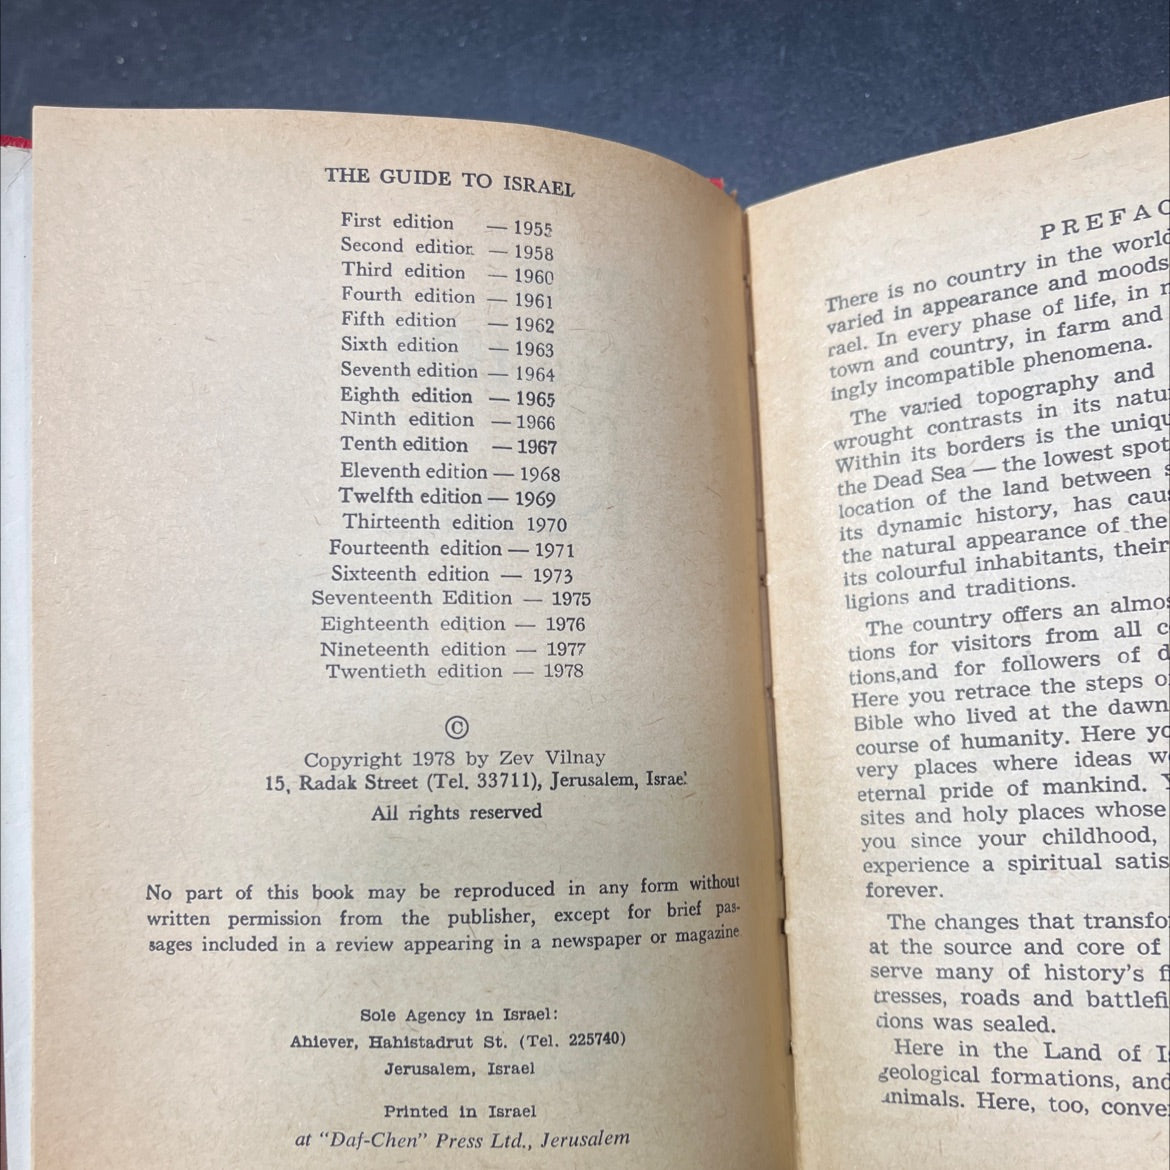 THE GUIDE TO ISRAEL
First edition — 1955
Second edition — 1958
Third edition — 1960
Fourth edition — 1961
Fifth edition — 1962
Sixth edition — 1963
Seventh edition — 1964
Eighth edition — 1965
Ninth edition — 1966
Tenth edition — 1967
Eleventh edition — 1968
Twelfth edition — 1969
Thirteenth edition 1970
Fourteenth edition — 1971
Sixteenth edition — 1973
Seventeenth Edition — 1975
Eighteenth edition — 1976
Nineteenth edition — 1977
Twentieth edition — 1978
©
Copyright 1978 by Zev Vilnay
15, Radak Street (Tel. 33711), Jerusalem, Israel
All rights reserved
No part of this book may be reproduced in any form without
written permission from the publisher, except for brief pas-
sages included in a review appearing in a newspaper or magazine
Sole Agency in Israel:
Ahiever, Hahistadrut St. (Tel. 225740)
Jerusalem, Israel
Printed in Israel
at "Daf-Chen" Press Ltd., Jerusalem
PREFAC
There is no country in the world
varied in appearance and moods
rael. In every phase of life, in
town and country, in farm and
ingly incompatible phenomena.
The varied topography and
wrought contrasts in its natu
Within its borders is the uniqu
the Dead Sea — the lowest spot
location of the land between
its dynamic history, has cau
the natural appearance of the
its colourful inhabitants, their
ligions and traditions.
The country offers an almos
tions for visitors from all c
tions,and for followers of d
Here you retrace the steps o
Bible who lived at the dawn
course of humanity. Here yo
very places where ideas we
eternal pride of mankind. Y
sites and holy places whose
you since your childhood,
experience a spiritual satis
forever.
The changes that transfo
at the source and core of
serve many of history's f
tresses, roads and battlefi
tions was sealed.
Here in the Land of Is
geological formations, and
animals. Here, too, conve